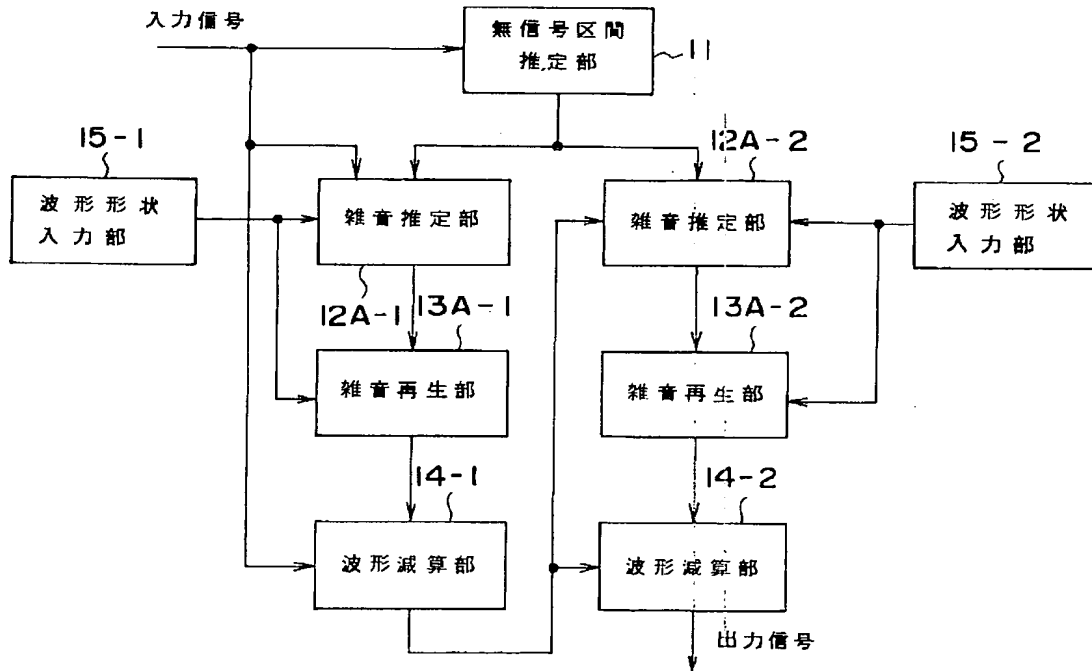 入力信号
無信号区間
推定部
11
15-1
12A-2
15-2
波形形状
入力部
雑音推定部
雑音推定部
波形形状
入力部
12A-1
13A-1
13A-2
雑音再生部
雑音再生部
14-1
14-2
波形減算部
波形減算部
出力信号